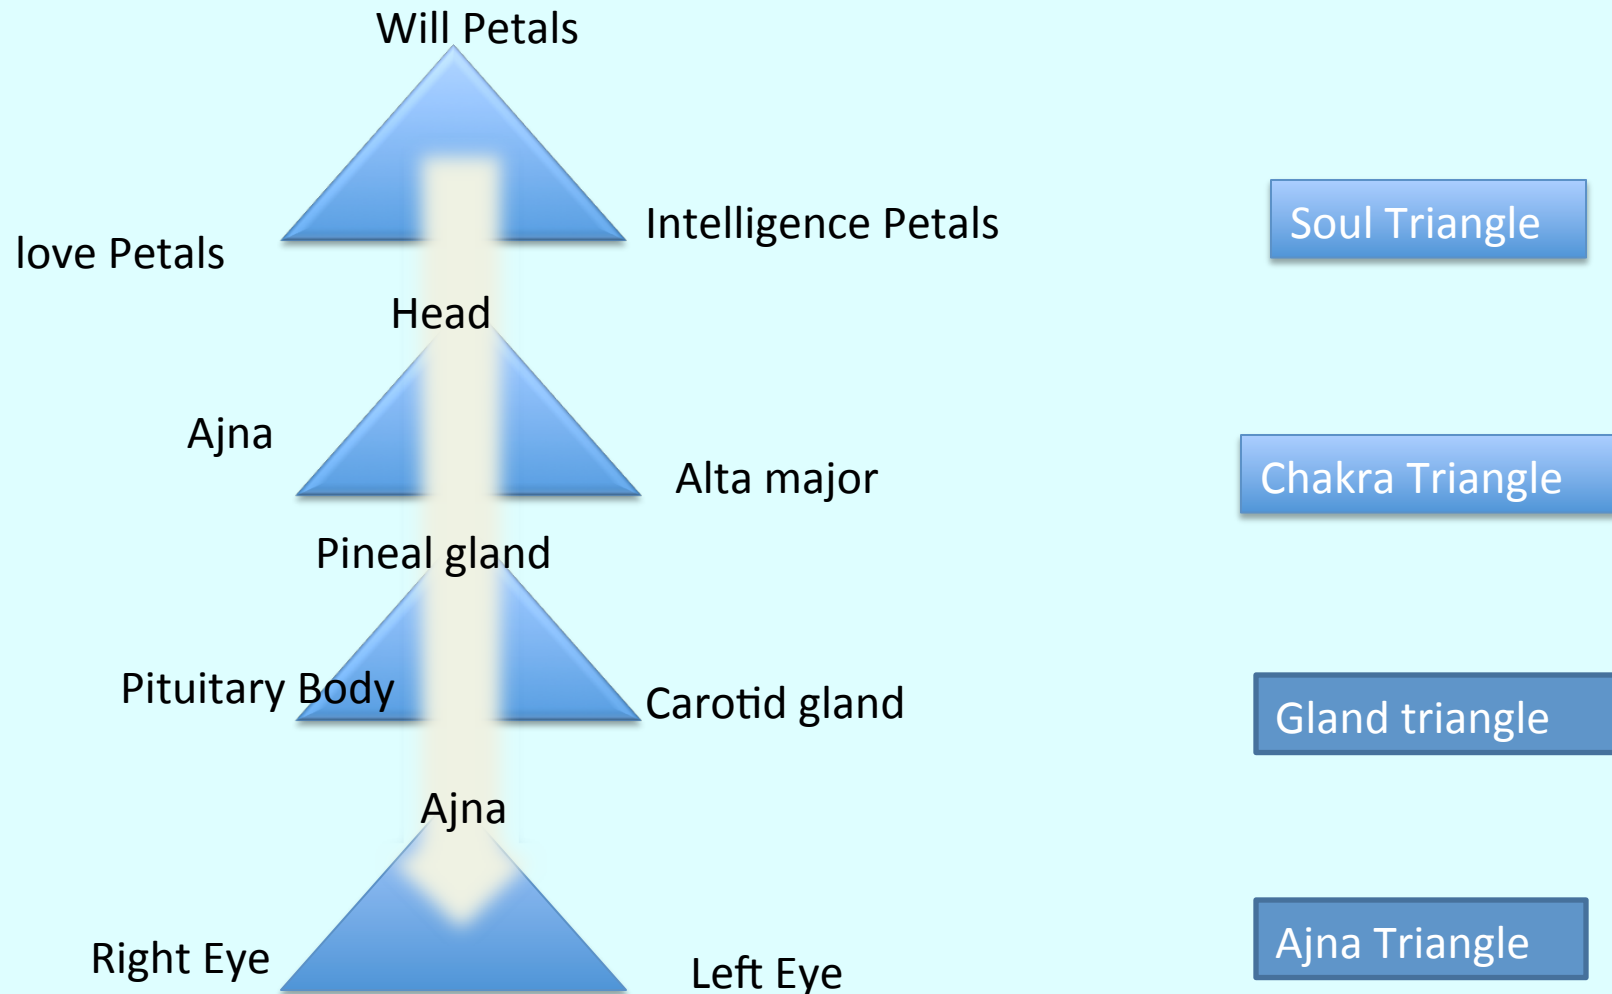 Will Petals
love Petals
Intelligence Petals
Soul Triangle
Head
Ajna
Alta major
Chakra Triangle
Pineal gland
Pituitary Body
Carotid gland
Gland triangle
Ajna
Right Eye
Left Eye
Ajna Triangle